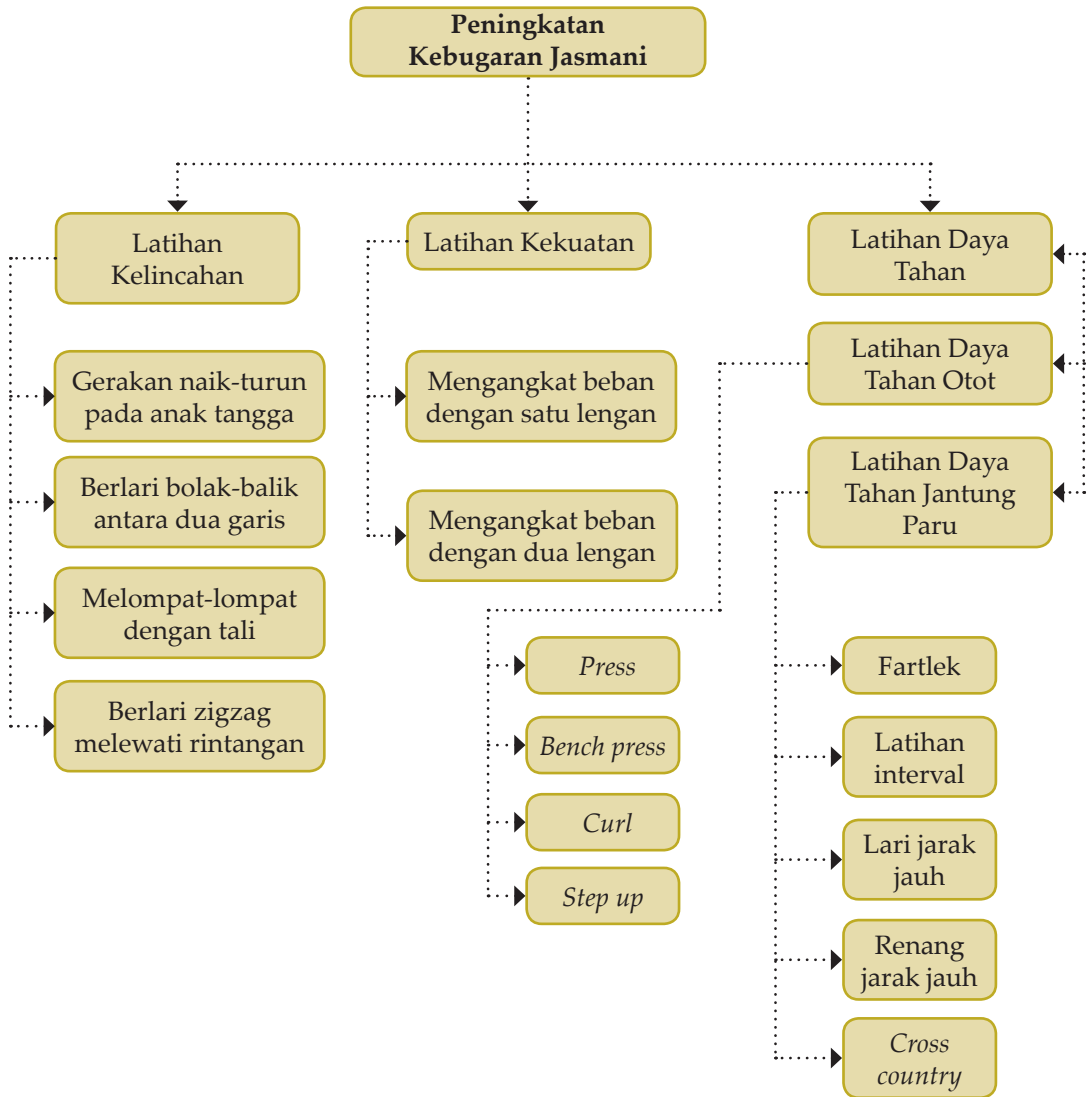 Peningkatan
Kebugaran Jasmani
Latihan
Kelincahan
Gerakan naik-turun
pada anak tangga
Berlari bolak-balik
antara dua garis
Melompat-lompat
dengan tali
Berlari zigzag
melewati rintangan
Latihan Kekuatan
Mengangkat beban
dengan satu lengan
Mengangkat beban
dengan dua lengan
Latihan Daya
Tahan
Latihan Daya
Tahan Otot
Press
Bench press
Curl
Step up
Latihan Daya
Tahan Jantung
Paru
Fartlek
Latihan
interval
Lari jarak
jauh
Renang
jarak jauh
Cross
country